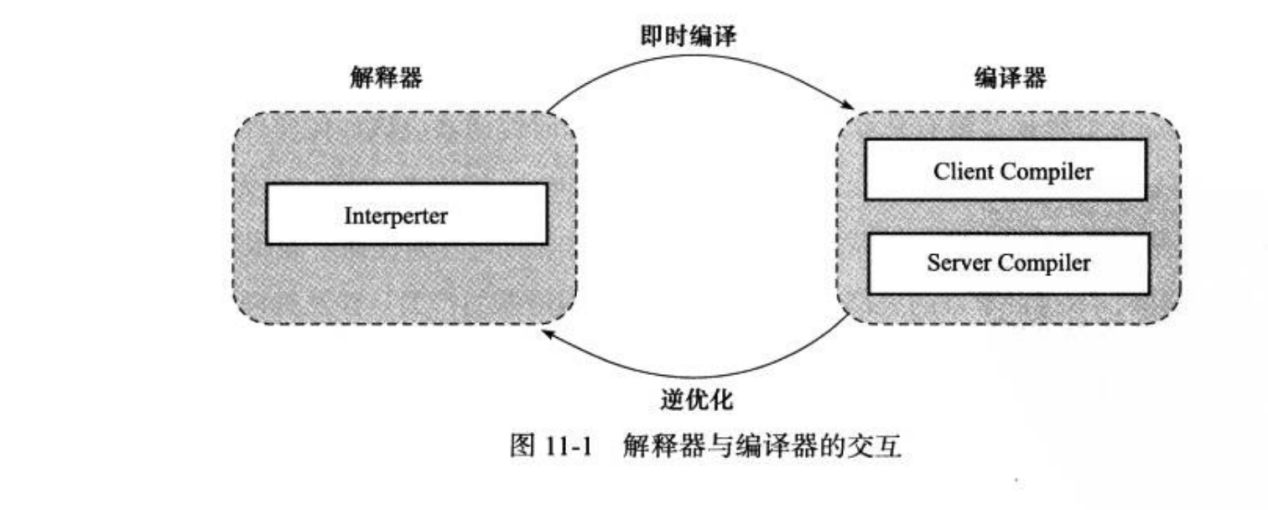 即时编译
解释器
编译器
Interperter
Client Compiler
Server Compiler
逆优化
图 11-1 解释器与编译器的交互